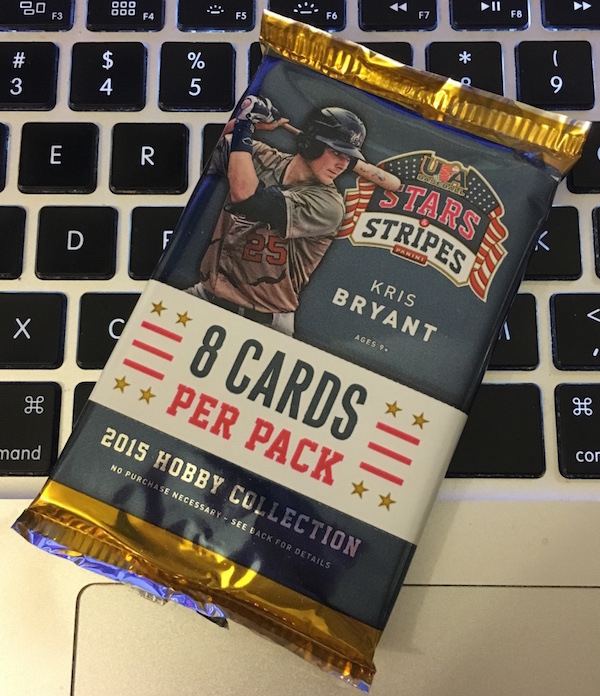 F3
F4
F5
F6
F7
F8
#
3
$
4
%
5
*
8
(
9
E
R
D
F
K
X
C
M
<
,
⌘
mand
⌘
com
USA
BASEBALL
STARS
&
STRIPES
PANINI
KRIS
BRYANT
AGES 9+
25
8 CARDS
PER PACK
2015 HOBBY COLLECTION
NO PURCHASE NECESSARY - SEE BACK FOR DETAILS